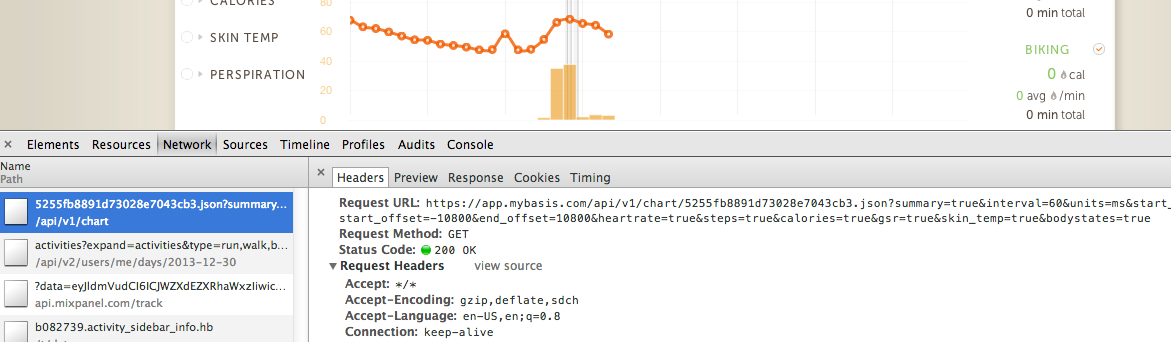 CALORIES
SKIN TEMP
PERSPIRATION
80
60
40
20
0
0 min total
BIKING
0 cal
0 avg /min
0 min total
× Elements Resources Network Sources Timeline Profiles Audits Console
Name
Path
5255fb8891d73028e7043cb3.json?summary...
/api/v1/chart
activities?expand=activities&type=run,walk,b...
/api/v2/users/me/days/2013-12-30
api.mixpanel.com/track
b082739.activity_sidebar_info.hb
× Headers Preview Response Cookies Timing
Request URL: https://app.mybasis.com/api/v1/chart/5255fb8891d73028e7043cb3.json?summary=true&interval=60&units=ms&start_
start_offset=-10800&end_offset=10800&heartrate=true&steps=true&calories=true&gsr=true&skin_temp=true&bodystates=true
Request Method: GET
Status Code: 200 OK
▼Request Headers view source
Accept: */*
Accept-Encoding: gzip,deflate,sdch
Accept-Language: en-US,en;q=0.8
Connection: keep-alive